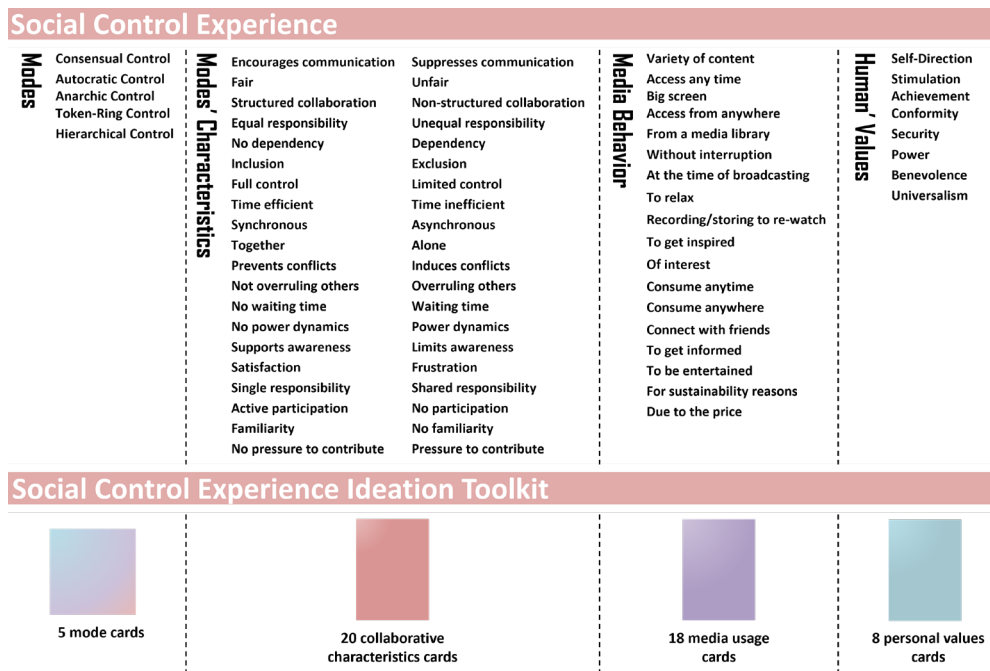 Social Control Experience
Modes
Consensual Control
Autocratic Control
Anarchic Control
Token-Ring Control
Hierarchical Control
Modes' Characteristics
Encourages communication
Fair
Structured collaboration
Equal responsibility
No dependency
Inclusion
Full control
Time efficient
Synchronous
Together
Prevents conflicts
Not overruling others
No waiting time
No power dynamics
Supports awareness
Satisfaction
Single responsibility
Active participation
Familiarity
No pressure to contribute
Suppresses communication
Unfair
Non-structured collaboration
Unequal responsibility
Dependency
Exclusion
Limited control
Time inefficient
Asynchronous
Alone
Induces conflicts
Overruling others
Waiting time
Power dynamics
Limits awareness
Frustration
Shared responsibility
No participation
No familiarity
Pressure to contribute
Media Behavior
Variety of content
Access any time
Big screen
Access from anywhere
From a media library
Without interruption
At the time of broadcasting
To relax
Recording/storing to re-watch
To get inspired
Of interest
Consume anytime
Consume anywhere
Connect with friends
To get informed
To be entertained
For sustainability reasons
Due to the price
Human' Values
Self-Direction
Stimulation
Achievement
Conformity
Security
Power
Benevolence
Universalism
Social Control Experience Ideation Toolkit
5 mode cards
20 collaborative
characteristics cards
18 media usage
cards
8 personal values
cards